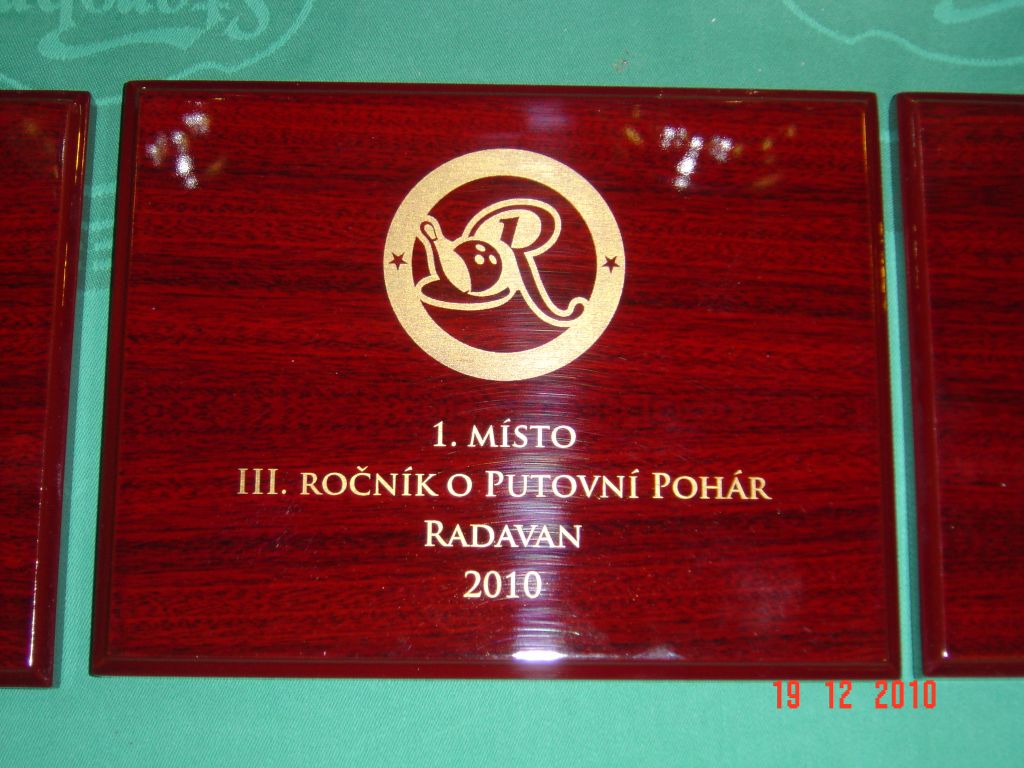 R
1. MÍSTO
III. ROČNÍK O PUTOVNÍ POHÁR
RADAVAN
2010
19 12 2010